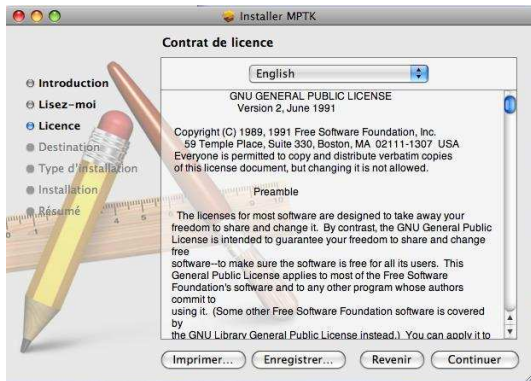 Installer MPTK
Contrat de licence
Introduction
Lisez-moi
Licence
Destination
Type d'installation
Installation
Résumé
English
GNU GENERAL PUBLIC LICENSE
Version 2, June 1991
Copyright (C) 1989, 1991 Free Software Foundation, Inc.
59 Temple Place, Suite 330, Boston, MA 02111-1307 USA
Everyone is permitted to copy and distribute verbatim copies
of this license document, but changing it is not allowed.
Preamble
The licenses for most software are designed to take away your
freedom to share and change it. By contrast, the GNU General Public
License is intended to guarantee your freedom to share and change
free
software--to make sure the software is free for all its users. This
General Public License applies to most of the Free Software
Foundation's software and to any other program whose authors
commit to
using it. (Some other Free Software Foundation software is covered
by
the GNU Library General Public License instead.) You can apply it to
Imprimer...
Enregistrer...
Revenir
Continuer